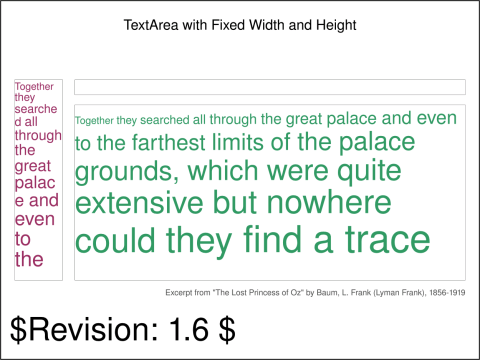 TextArea with Fixed Width and Height
Together
they
searche
d all
through
the
great
palac
e and
even
to
the
Together they searched all through the great palace and even
to the farthest limits of the palace
grounds, which were quite
extensive but nowhere
could they find a trace
Excerpt from "The Lost Princess of Oz" by Baum, L. Frank (Lyman Frank), 1856-1919
$Revision: 1.6 $